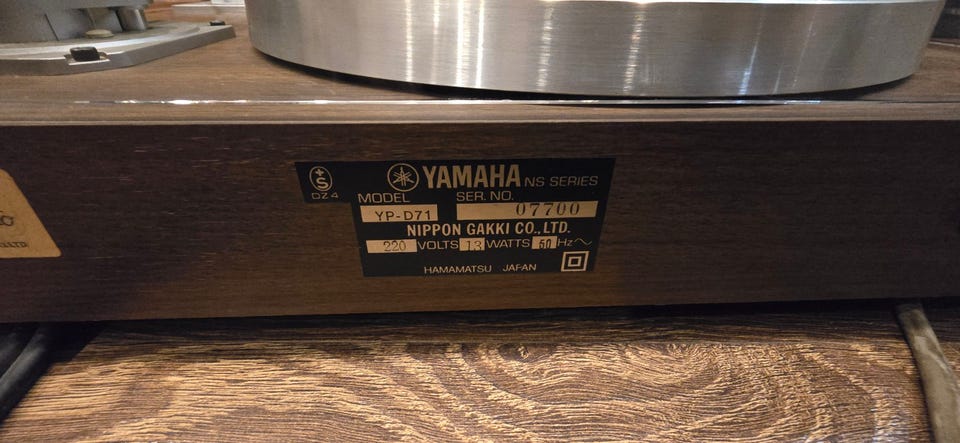 YAMAHA NS SERIES
S
DZ4
MODEL SER. NO.
YP-D71 07700
NIPPON GAKKI CO., LTD.
220 VOLTS 13 WATTS Hz ~
HAMAMATSU JAPAN